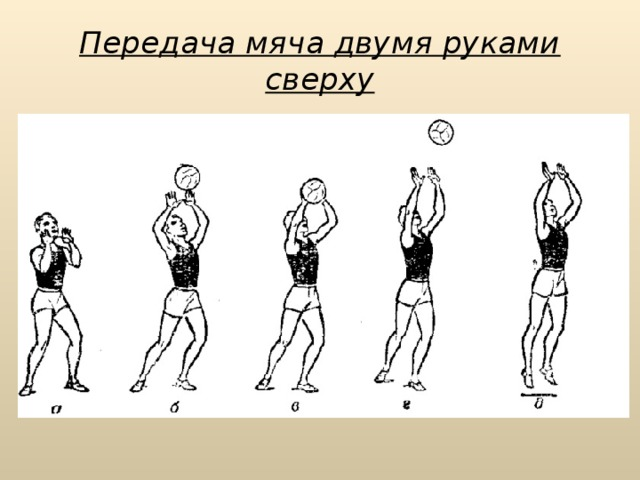 Передача мяча двумя руками
сверху
а б в г д